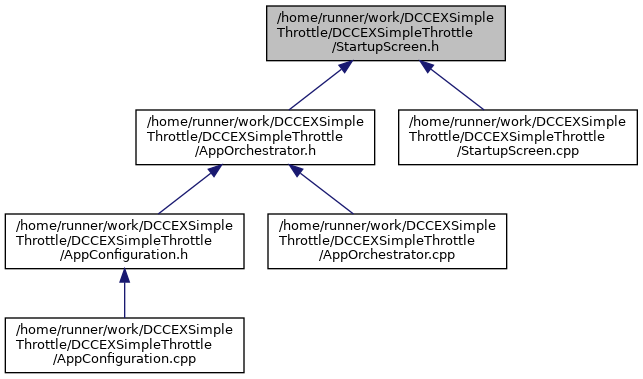 /home/runner/work/DCCEXSimple
Throttle/DCCEXSimpleThrottle
/StartupScreen.h
/home/runner/work/DCCEXSimple
Throttle/DCCEXSimpleThrottle
/AppOrchestrator.h
/home/runner/work/DCCEXSimple
Throttle/DCCEXSimpleThrottle
/StartupScreen.cpp
/home/runner/work/DCCEXSimple
Throttle/DCCEXSimpleThrottle
/AppConfiguration.h
/home/runner/work/DCCEXSimple
Throttle/DCCEXSimpleThrottle
/AppOrchestrator.cpp
/home/runner/work/DCCEXSimple
Throttle/DCCEXSimpleThrottle
/AppConfiguration.cpp